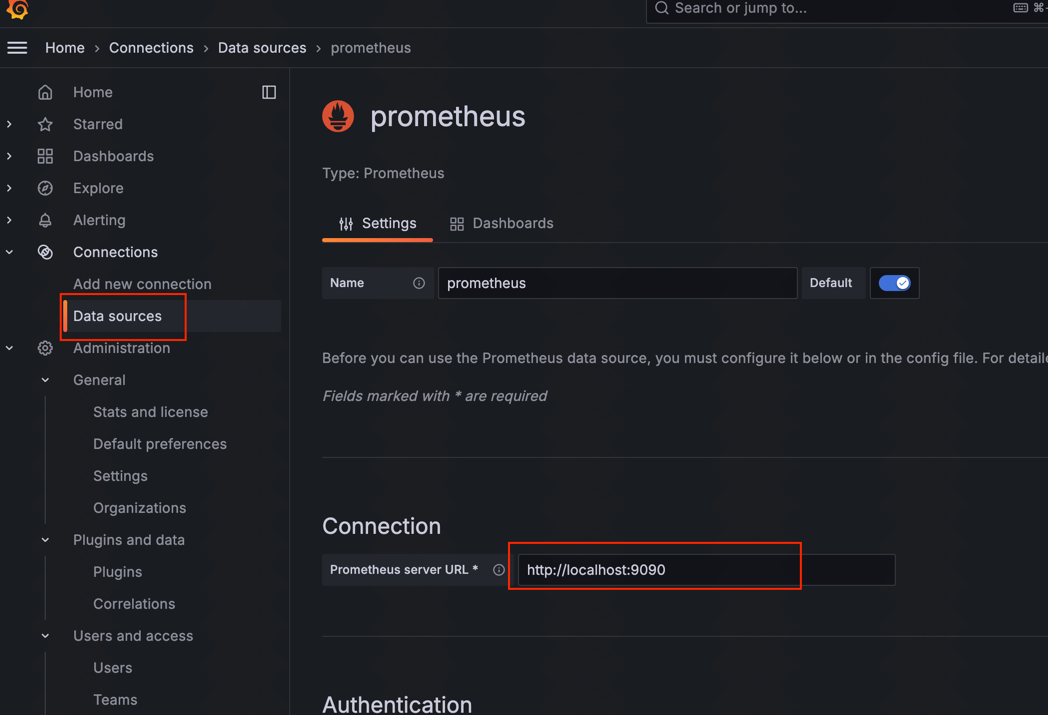 Search or jump to...
Home › Connections › Data sources › prometheus
Home
Starred
Dashboards
Explore
Alerting
Connections
Add new connection
Data sources
Administration
General
Stats and license
Default preferences
Settings
Organizations
Plugins and data
Plugins
Correlations
Users and access
Users
Teams
prometheus
Type: Prometheus
Settings Dashboards
Name prometheus Default
Before you can use the Prometheus data source, you must configure it below or in the config file. For
Fields marked with * are required
Connection
Prometheus server URL * http://localhost:9090
Authentication